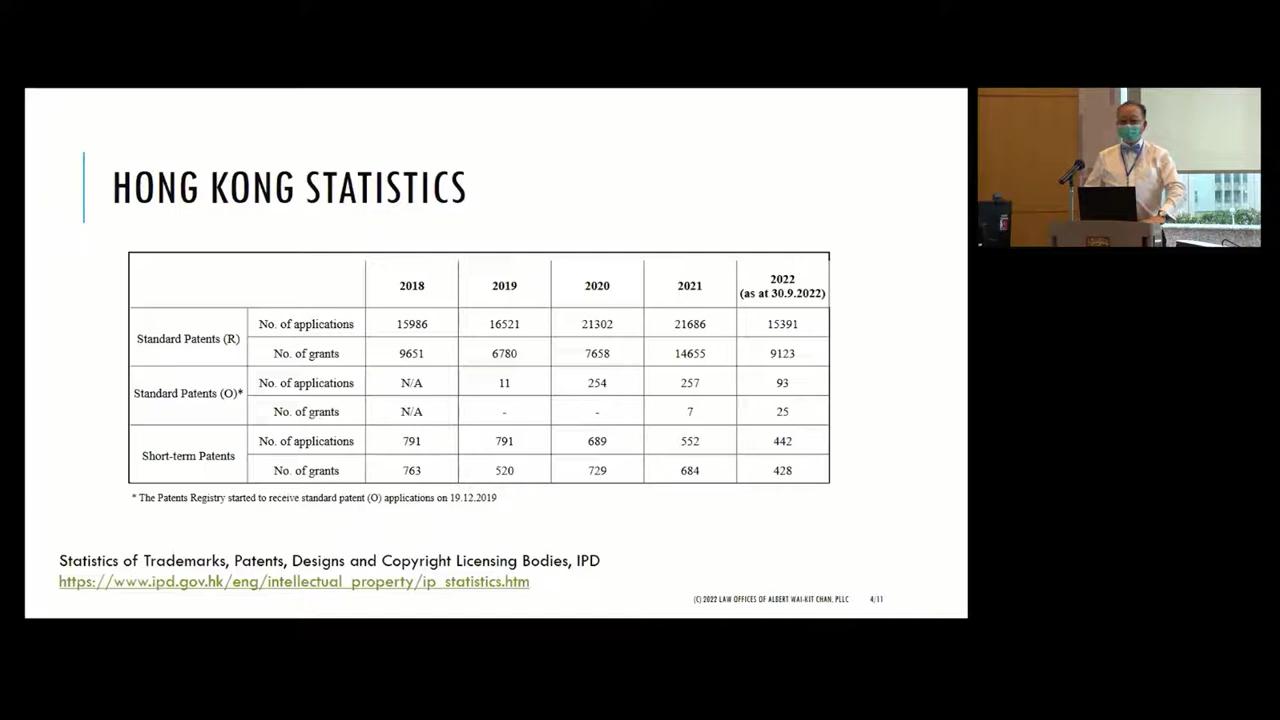 HONG KONG STATISTICS
2018 2019 2020 2021 2022 (as at 30.9.2022)
Standard Patents (R) No. of applications 15986 16521 21302 21686 15391
No. of grants 9651 6780 7658 14655 9123
Standard Patents (O)* No. of applications N/A 11 254 257 93
No. of grants N/A - - 7 25
Short-term Patents No. of applications 791 791 689 552 442
No. of grants 763 520 729 684 428
* The Patents Registry started to receive standard patent (O) applications on 19.12.2019
Statistics of Trademarks, Patents, Designs and Copyright Licensing Bodies, IPD
https://www.ipd.gov.hk/eng/intellectual_property/ip_statistics.htm
(C) 2022 LAW OFFICES OF ALBERT WAI-KIT CHAN, PLLC 4/11